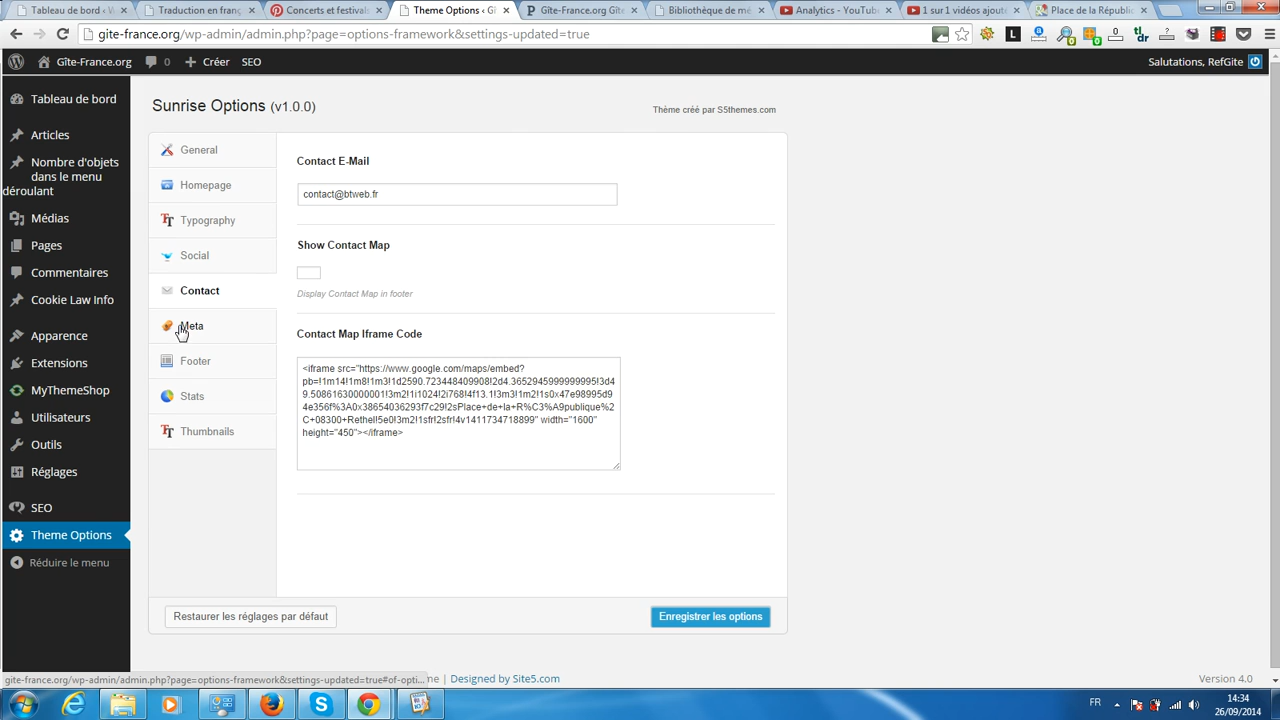 Tableau de bord ‹ W
Traduction en franç
Concerts et festivals
Theme Options ‹ Gi
Gîte-France.org Gîte
Bibliothèque de mé
Analytics - YouTube
1 sur 1 vidéos ajout
Place de la Républi
gite-france.org/wp-admin/admin.php?page=options-framework&settings-updated=true
Gîte-France.org
0
Créer
SEO
Salutations, RefGite
Tableau de bord
Articles
Nombre d'objets
dans le menu
déroulant
Médias
Pages
Commentaires
Cookie Law Info
Apparence
Extensions
MyThemeShop
Utilisateurs
Outils
Réglages
SEO
Theme Options
Réduire le menu
Sunrise Options (v1.0.0)
Thème créé par S5themes.com
General
Homepage
Typography
Social
Contact
Meta
Footer
Stats
Thumbnails
Contact E-Mail
contact@btweb.fr
Show Contact Map
Display Contact Map in footer
Contact Map Iframe Code
<iframe src="https://www.google.com/maps/embed?
pb=!1m14!1m8!1m3!1d2590.723448409908!2d4.3652945999999995!3d4
9.50861630000001!3m2!1i1024!2i768!4f13.1!3m3!1m2!1s0x47e98995d9
4e356f%3A0x38654036293f7c29!2sPlace+de+la+R%C3%A9publique%2
C+08300+Rethel!5e0!3m2!1sfr!2sfr!4v1411734718899" width="1600"
height="450"></iframe>
Restaurer les réglages par défaut
Enregistrer les options
gite-france.org/wp-admin/admin.php?page=options-framework&settings-updated=true#of-opti...
ne | Designed by Site5.com
Version 4.0
FR
14:34
26/09/2014